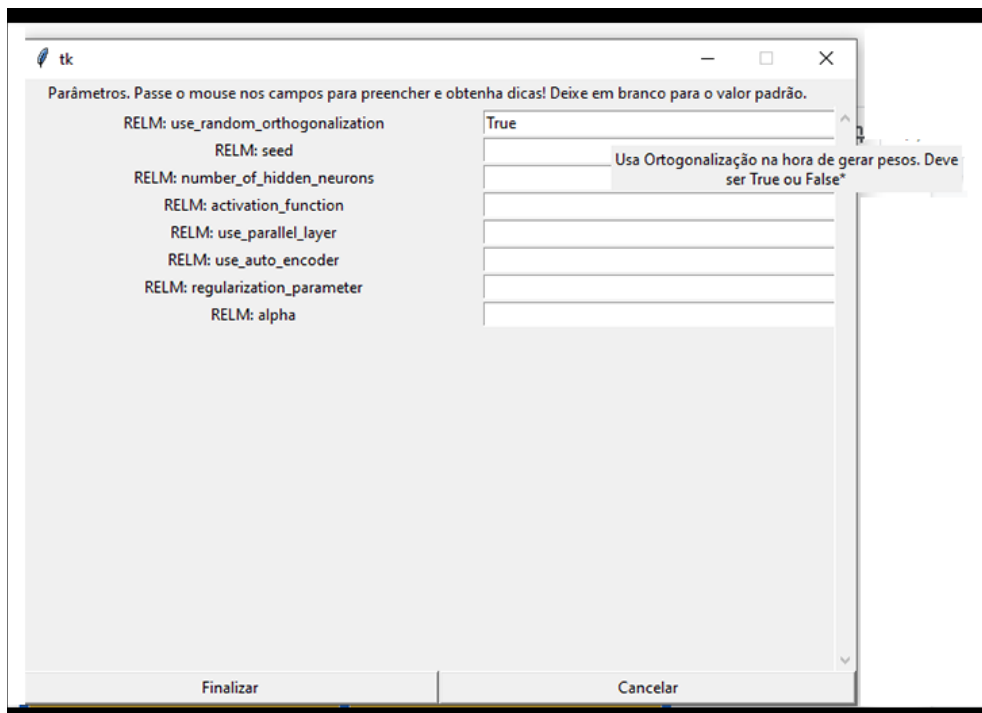 tk
Parâmetros. Passe o mouse nos campos para preencher e obtenha dicas! Deixe em branco para o valor padrão.
RELM: use_random_orthogonalization True
RELM: seed
Usa Ortogonalização na hora de gerar pesos. Deve
ser True ou False*
RELM: number_of_hidden_neurons
RELM: activation_function
RELM: use_parallel_layer
RELM: use_auto_encoder
RELM: regularization_parameter
RELM: alpha
Finalizar Cancelar